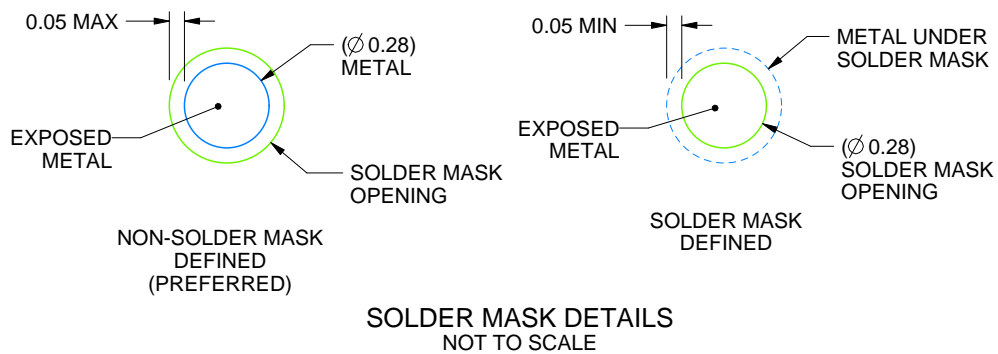 0.05 MAX
(∅ 0.28)
METAL
EXPOSED
METAL
SOLDER MASK
OPENING
NON-SOLDER MASK
DEFINED
(PREFERRED)
0.05 MIN
METAL UNDER
SOLDER MASK
EXPOSED
METAL
(∅ 0.28)
SOLDER MASK
OPENING
SOLDER MASK
DEFINED
SOLDER MASK DETAILS
NOT TO SCALE